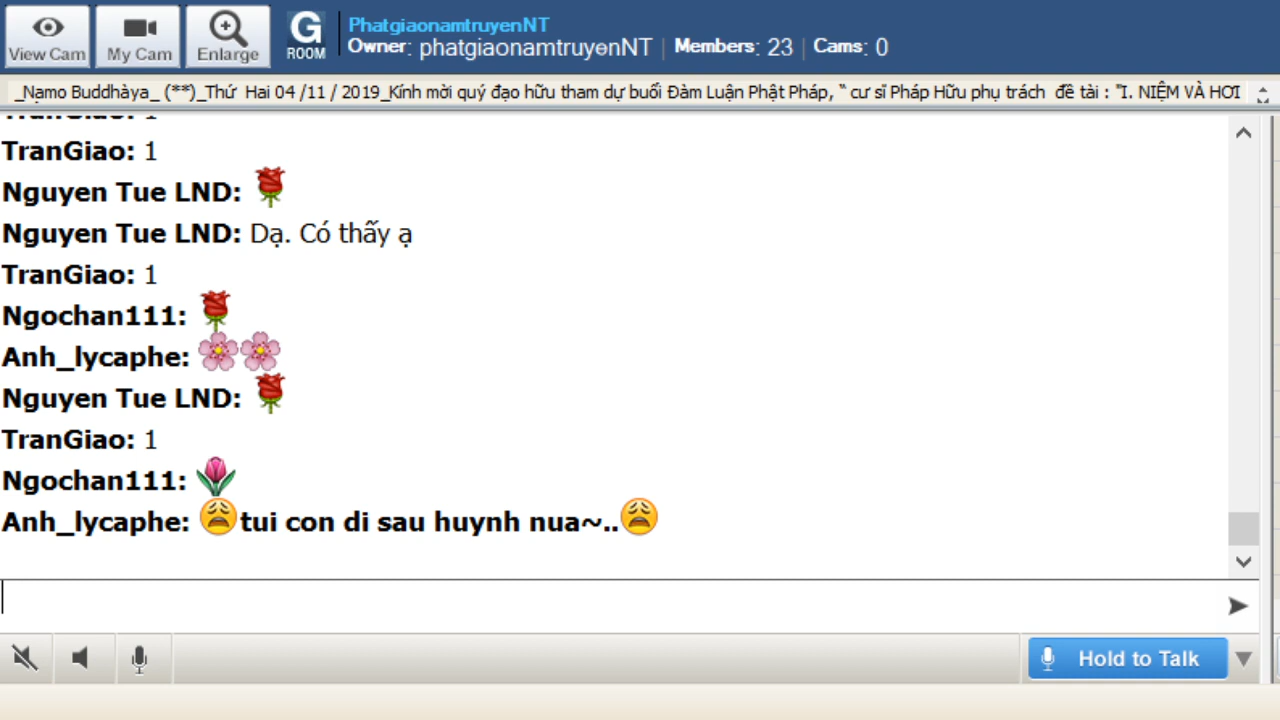 View Cam
My Cam
Enlarge
G
ROOM
PhatgiaonamtruyenNT
Owner: phatgiaonamtruyenNT | Members: 23 | Cams: 0
_Nạmo Buddhàya_ (**)_Thứ Hai 04 /11 / 2019_Kính mời quý đạo hữu tham dự buổi Đàm Luận Phật Pháp, “ cư sĩ Pháp Hữu phụ trách đề tài : "I. NIỆM VÀ HƠI
TranGiao: 1
TranGiao: 1
Nguyen Tue LND:
Nguyen Tue LND: Dạ. Có thấy ạ
TranGiao: 1
Ngochan111:
Anh_lycaphe:
Nguyen Tue LND:
TranGiao: 1
Ngochan111:
Anh_lycaphe: tui con di sau huynh nua~..
Hold to Talk